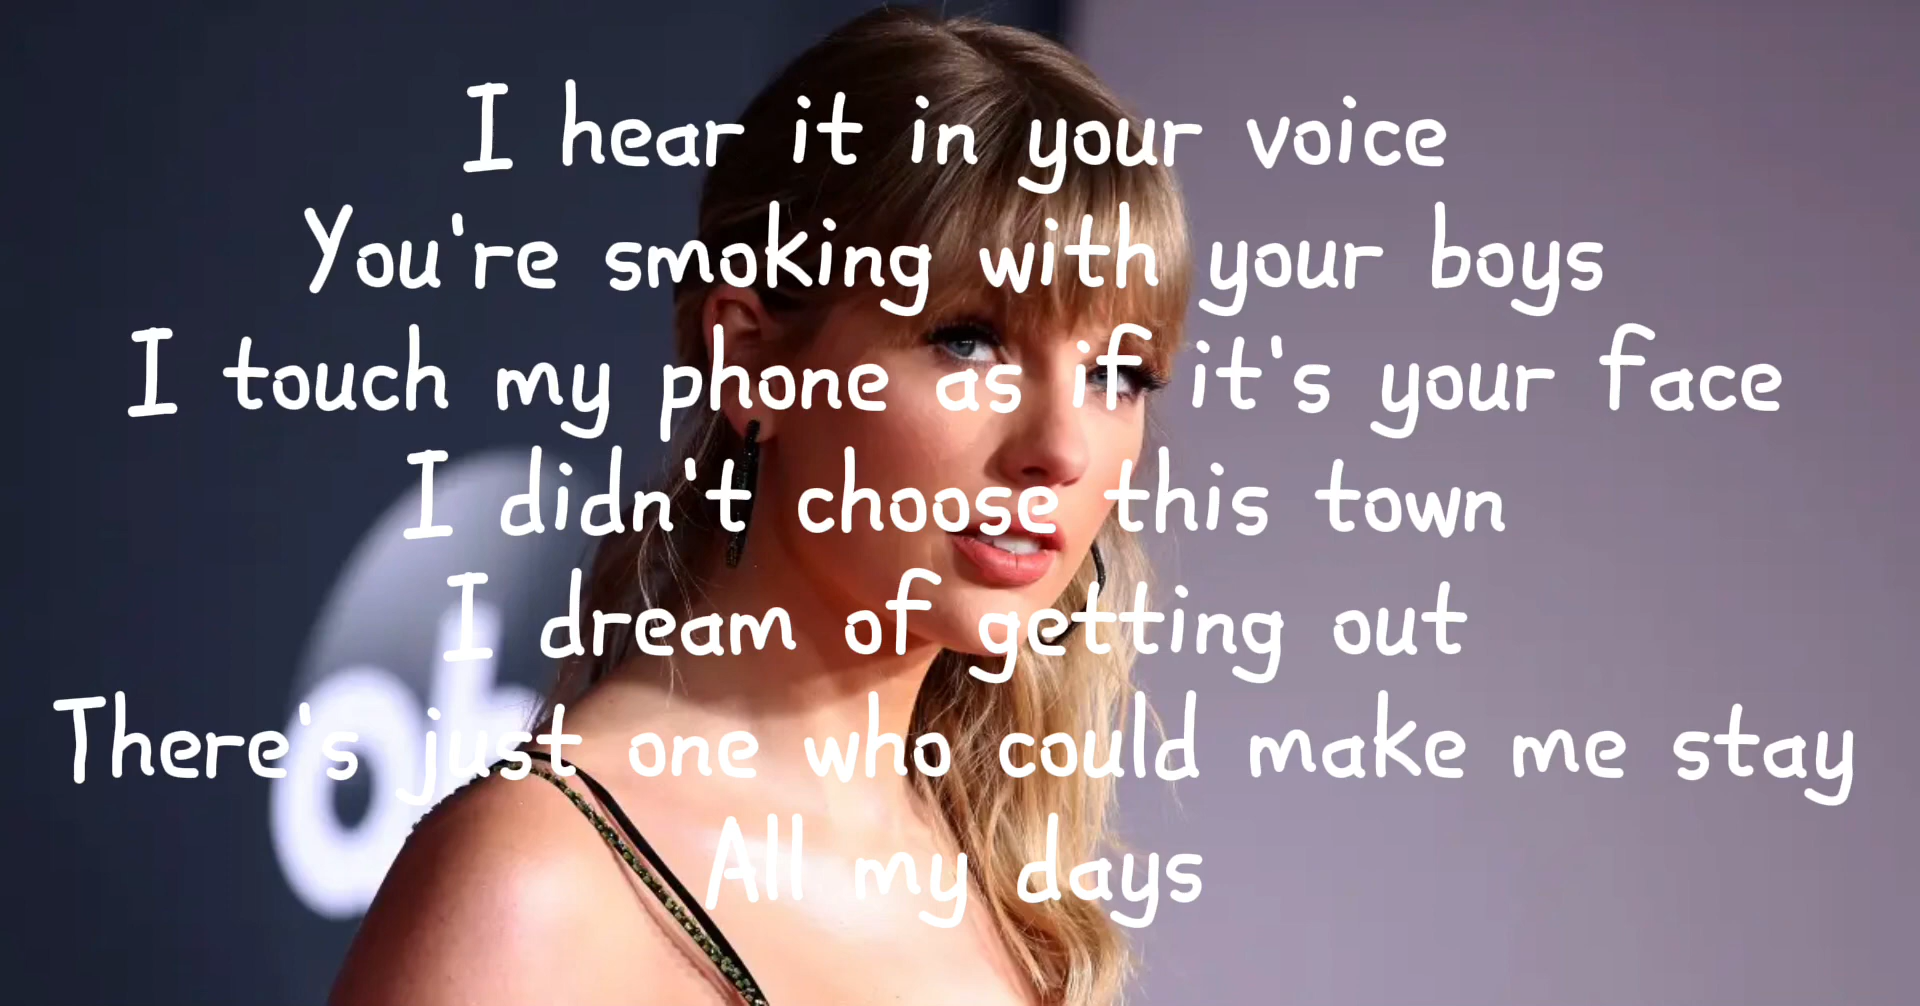 I hear it in your voice
You're smoking with your boys
I touch my phone as if it's your face
I didn't choose this town
I dream of getting out
There's just one who could make me stay
All my days